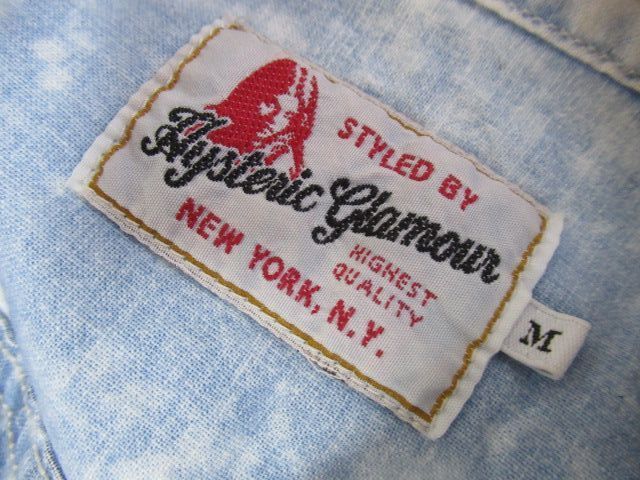 STYLED BY
Hysteric Glamour
HIGHEST
QUALITY
NEW YORK, N.Y.
M